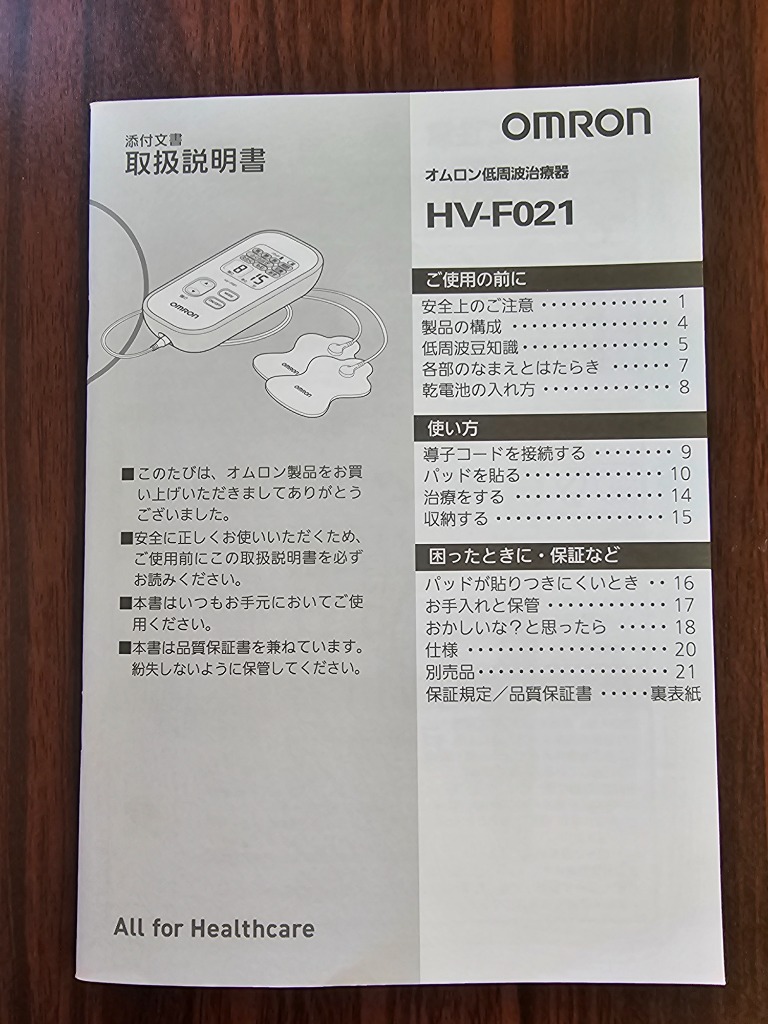 添付文書
取扱説明書
8 15
OMRON
OMRON
OMRON
■このたびは、オムロン製品をお買
い上げいただきましてありがとう
ございました。
■安全に正しくお使いいただくため、
ご使用前にこの取扱説明書を必ず
お読みください。
■本書はいつもお手元においてご使
用ください。
■本書は品質保証書を兼ねています。
紛失しないように保管してください。
All for Healthcare
OMRON
オムロン低周波治療器
HV-F021
ご使用の前に
安全上のご注意・・・・・・・・・・・・・1
製品の構成・・・・・・・・・・・・・・・4
低周波豆知識・・・・・・・・・・・・・・5
各部のなまえとはたらき・・・・・・7
乾電池の入れ方・・・・・・・・・・・・8
使い方
導子コードを接続する・・・・・・・・9
パッドを貼る・・・・・・・・・・・・・10
治療をする・・・・・・・・・・・・・・14
収納する・・・・・・・・・・・・・・・・15
困ったときに・保証など
パッドが貼りつきにくいとき・・16
お手入れと保管・・・・・・・・・・・17
おかしいな？と思ったら・・・・・18
仕様・・・・・・・・・・・・・・・・・・20
別売品・・・・・・・・・・・・・・・・・21
保証規定／品質保証書・・・・・裏表紙